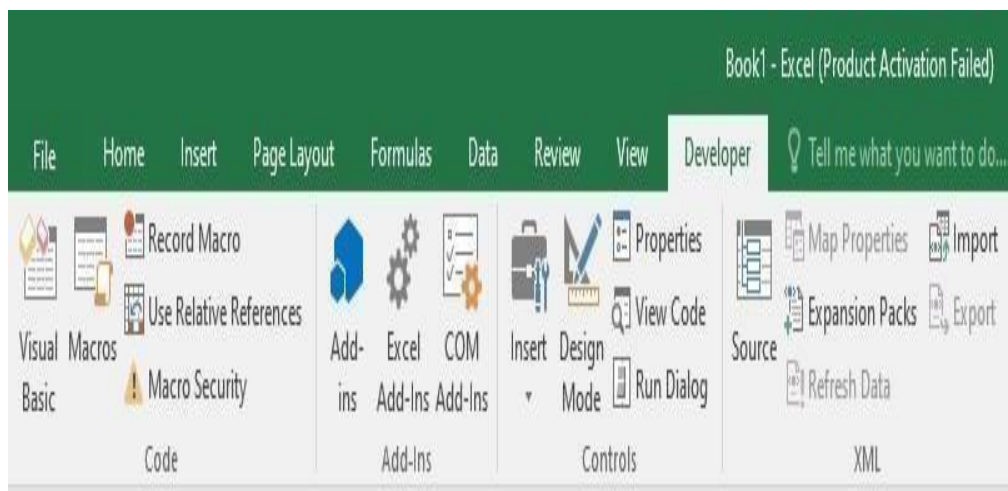 Book1 - Excel (Product Activation Failed)
File Home Insert Page Layout Formulas Data Review View Developer Tell me what you want to do...
Visual Basic
Macros
Record Macro
Use Relative References
Macro Security
Code
Add-ins
Excel Add-Ins
COM Add-Ins
Add-Ins
Insert
Design Mode
Properties
View Code
Run Dialog
Controls
Source
Map Properties
Expansion Packs
Refresh Data
Import
Export
XML